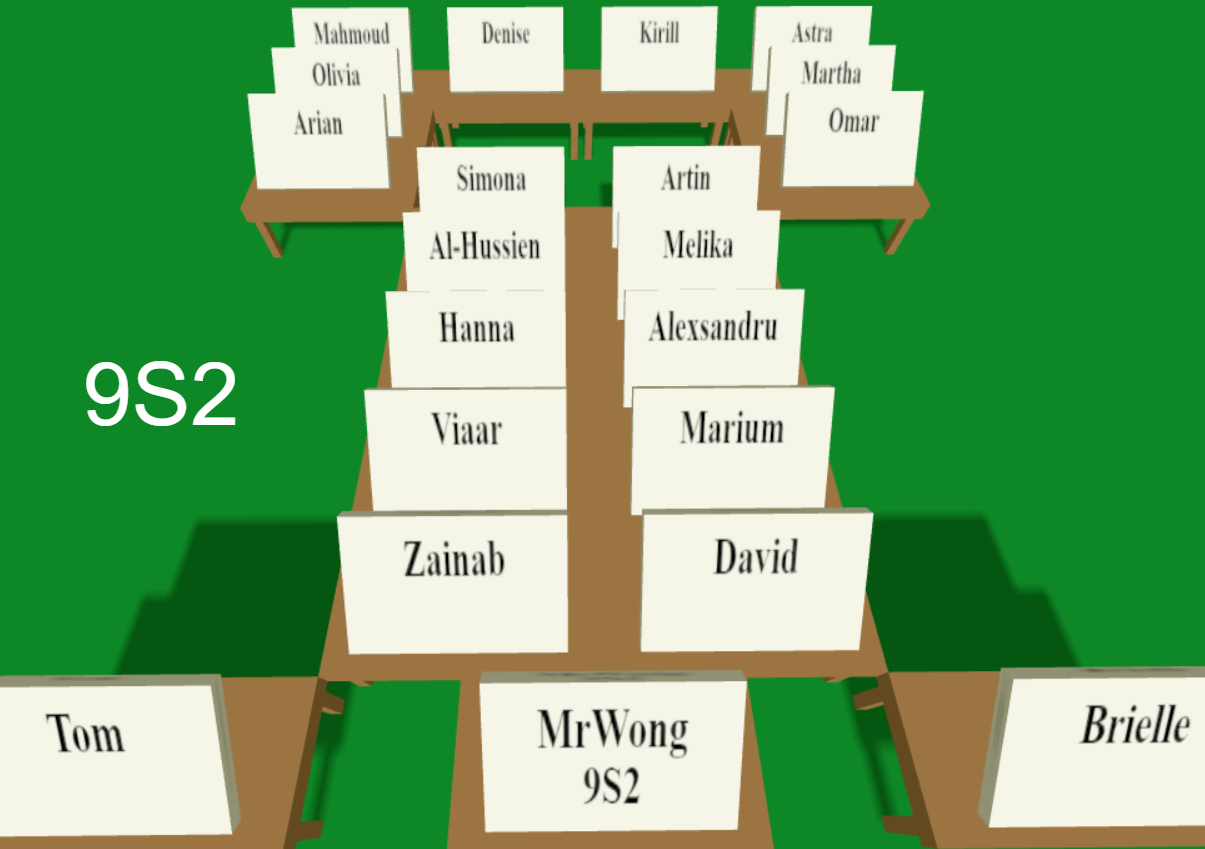 Mahmoud
Denise
Kirill
Astra
Olivia
Martha
Arian
Omar
Simona
Artin
Al-Hussien
Melika
Hanna
Alexsandru
9S2
Viaar
Marium
Zainab
David
Tom
MrWong
9S2
Brielle